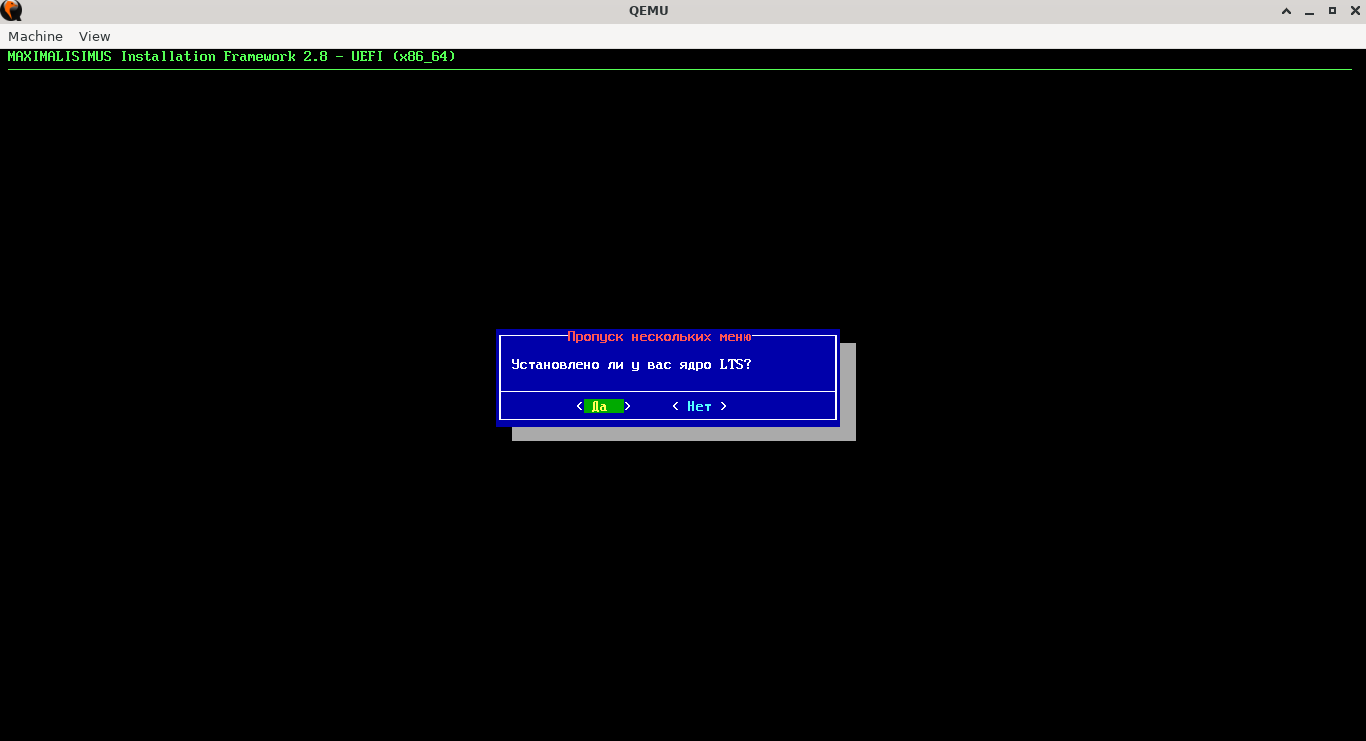 QEMU
Machine View
MAXIMALISIMUS Installation Framework 2.8 - UEFI (x86_64)
Пропуск нескольких меню
Установлено ли у вас ядро LTS?
< Да > < Нет >